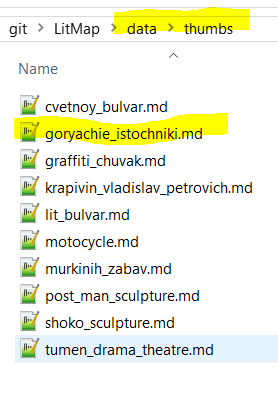 git › LitMap › data › thumbs
Name
cvetnoy_bulvar.md
goryachie_istochniki.md
graffiti_chuvak.md
krapivin_vladislav_petrovich.md
lit_bulvar.md
motocycle.md
murkinih_zabav.md
post_man_sculpture.md
shoko_sculpture.md
tumen_drama_theatre.md